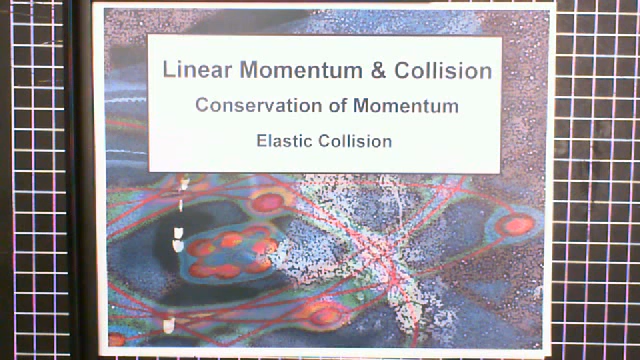 Linear Momentum & Collision
Conservation of Momentum
Elastic Collision